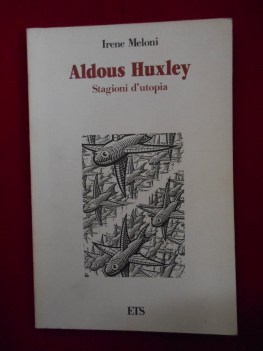 Irene Meloni
Aldous Huxley
Stagioni d'utopia
ETS